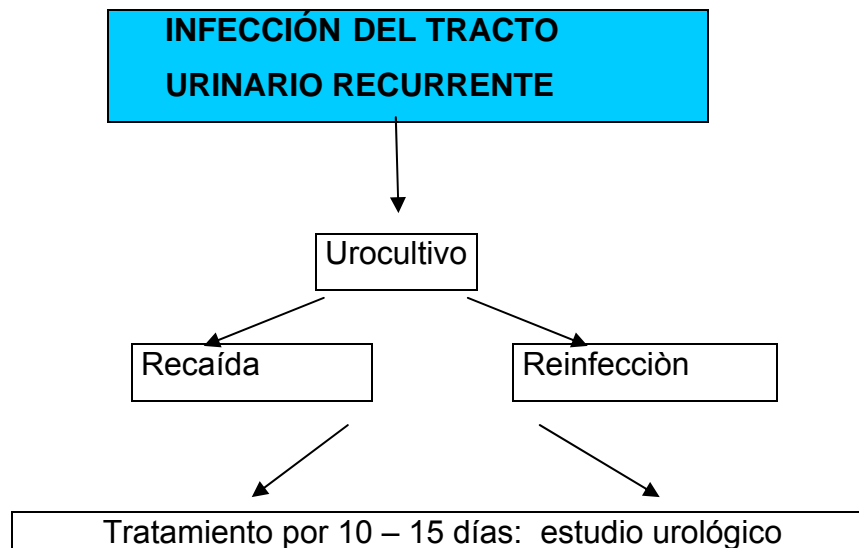 INFECCIÓN DEL TRACTO
URINARIO RECURRENTE
Urocultivo
Recaída
Reinfecciòn
Tratamiento por 10 – 15 días: estudio urológico